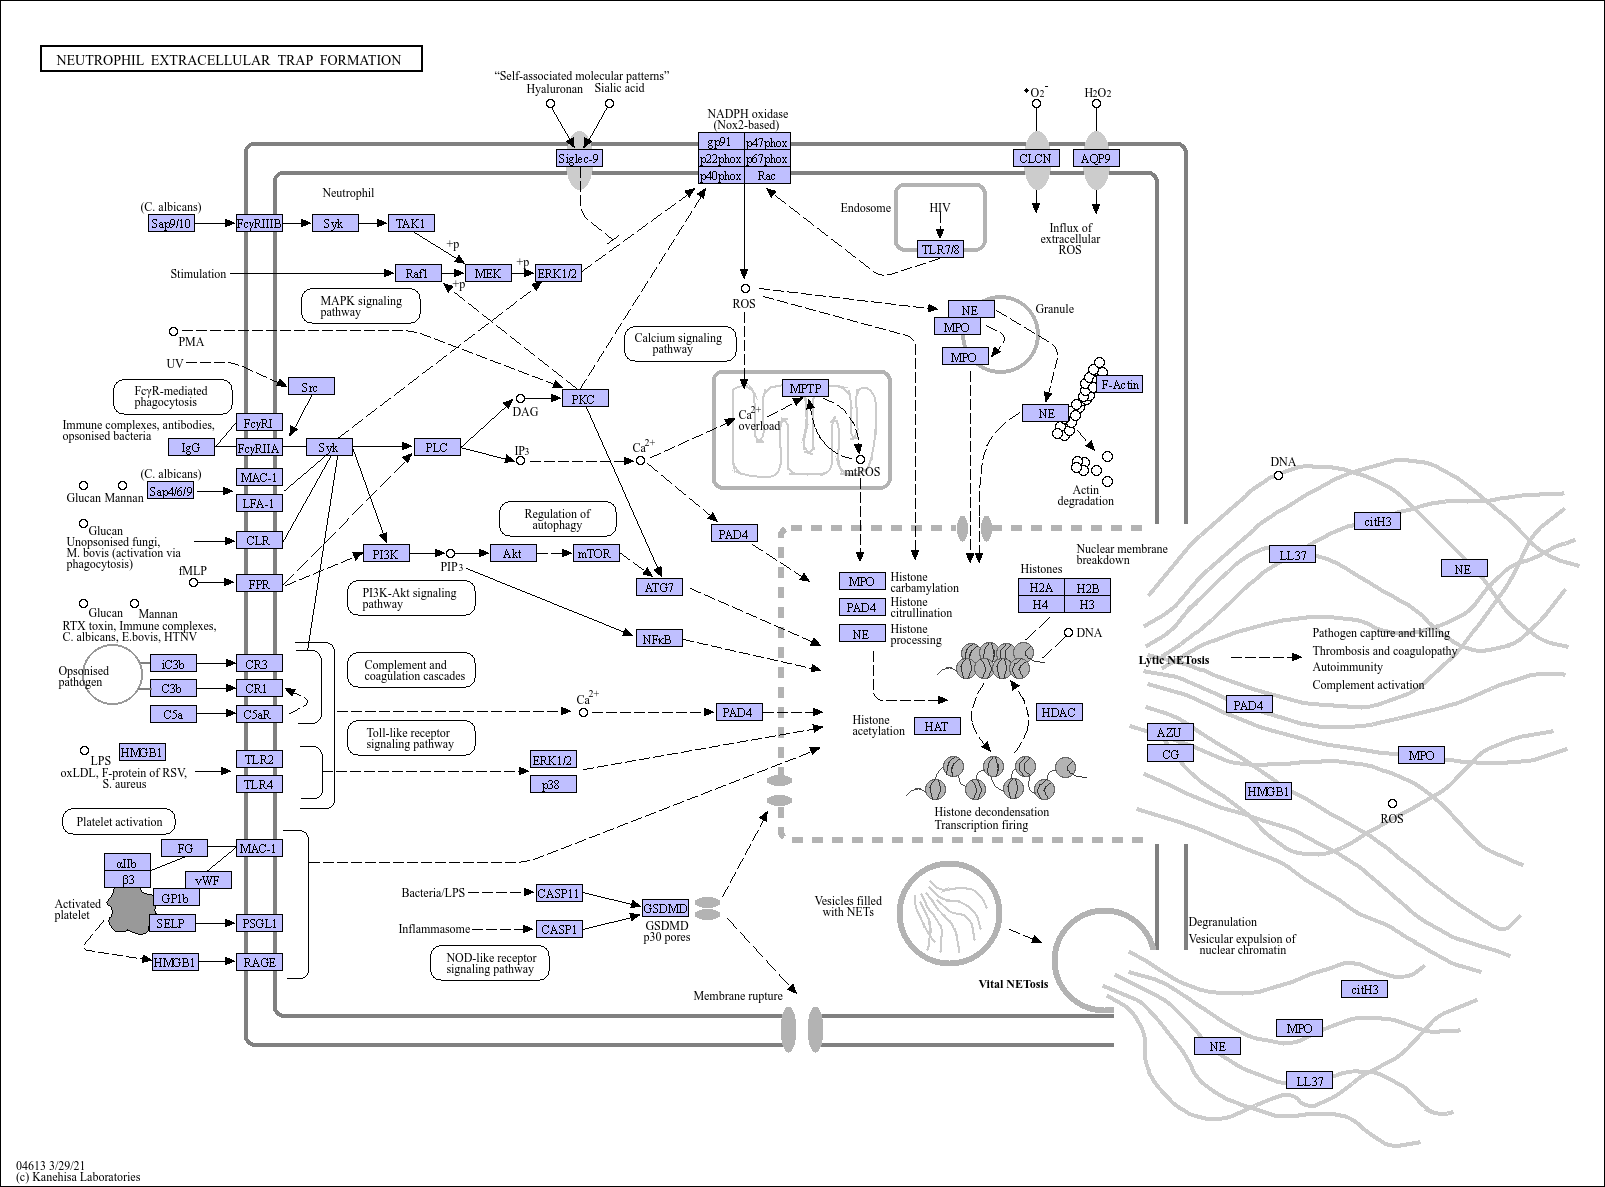 NEUTROPHIL EXTRACELLULAR TRAP FORMATION
“Self-associated molecular patterns”
Hyaluronan
Sialic acid
Siglec-9
NADPH oxidase
(Nox2-based)
gp91
p47phox
p22phox
p67phox
p40phox
Rac
•O2-
H2O2
CLCN
AQP9
Influx of
extracellular
ROS
Neutrophil
Endosome
HIV
TLR7/8
(C. albicans)
Sap9/10
FcγRIIIB
Syk
TAK1
+p
Stimulation
Raf1
MEK
+p
ERK1/2
+p
MAPK signaling
pathway
ROS
Calcium signaling
pathway
NE
MPO
MPO
Granule
PMA
UV
Src
FcγR-mediated
phagocytosis
PKC
DAG
MPTP
Ca2+
overload
mtROS
NE
F-Actin
Actin
degradation
Immune complexes, antibodies,
opsonised bacteria
FcγRI
IgG
FcγRIIA
Syk
PLC
IP3
Ca2+
(C. albicans)
MAC-1
Glucan
Mannan
Sap4/6/9
LFA-1
Glucan
Unopsonised fungi,
M. bovis (activation via
phagocytosis)
CLR
fMLP
FPR
Regulation of
autophagy
PI3K
PIP3
Akt
mTOR
PAD4
ATG7
PI3K-Akt signaling
pathway
NFκB
Glucan
Mannan
RTX toxin, Immune complexes,
C. albicans, E.bovis, HTNV
Opsonised
pathogen
iC3b
CR3
C3b
CR1
C5a
C5aR
Complement and
coagulation cascades
Ca2+
PAD4
Toll-like receptor
signaling pathway
LPS
HMGB1
oxLDL, F-protein of RSV,
S. aureus
TLR2
TLR4
ERK1/2
p38
Platelet activation
FG
MAC-1
αIIb
β3
vWF
GP1b
Activated
platelet
SELP
PSGL1
HMGB1
RAGE
Bacteria/LPS
CASP11
Inflammasome
CASP1
GSDMD
GSDMD
p30 pores
NOD-like receptor
signaling pathway
Membrane rupture
Nuclear membrane
breakdown
MPO
Histone
carbamylation
PAD4
Histone
citrullination
NE
Histone
processing
Histones
H2A
H2B
H4
H3
DNA
Histone
acetylation
HAT
HDAC
Histone decondensation
Transcription firing
Vesicles filled
with NETs
Vital NETosis
Degranulation
Vesicular expulsion of
nuclear chromatin
DNA
citH3
LL37
NE
Lytic NETosis
Pathogen capture and killing
Thrombosis and coagulopathy
Autoimmunity
Complement activation
PAD4
AZU
CG
MPO
HMGB1
ROS
citH3
MPO
NE
LL37
04613 3/29/21
(c) Kanehisa Laboratories